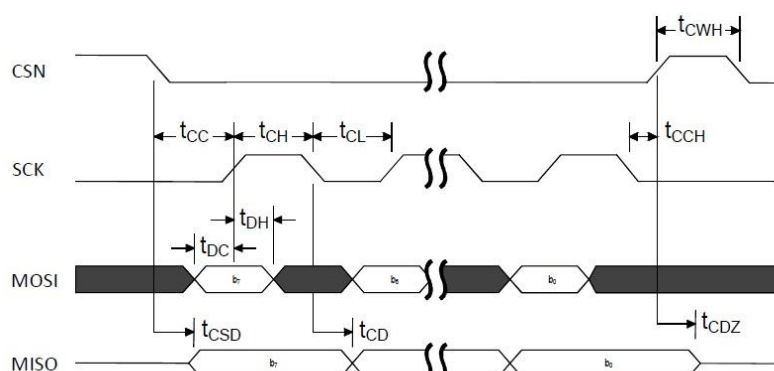 CSN
tCWH
tCC
tCH
tCL
tCCH
SCK
tDH
tDC
MOSI
b7
b6
b0
tCSD
tCD
tCDZ
MISO
b7
b0